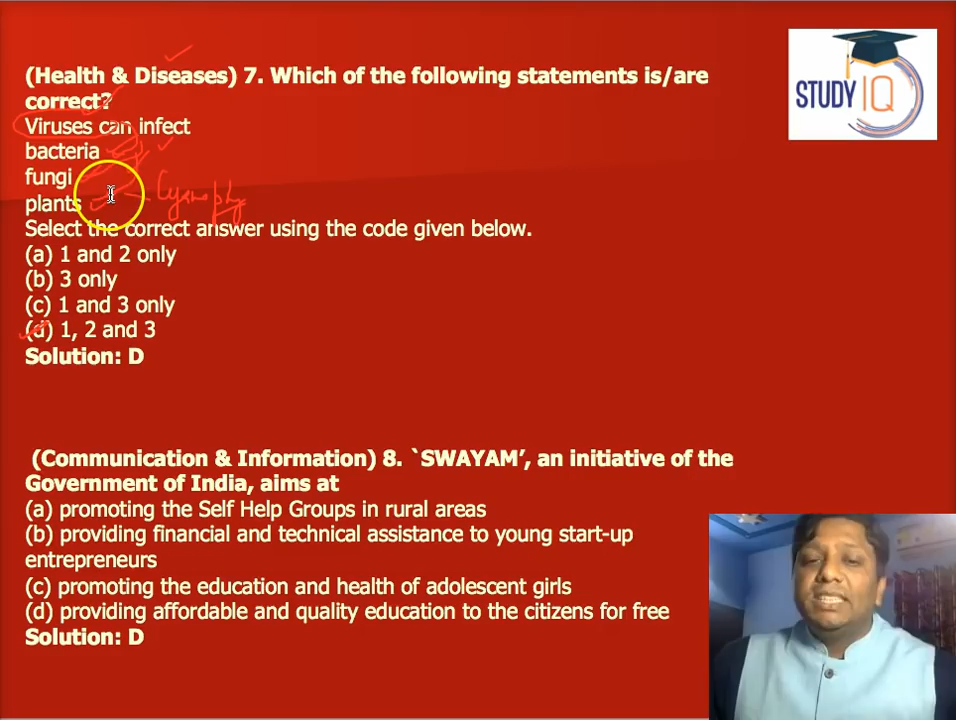 STUDY IQ
(Health & Diseases) 7. Which of the following statements is/are
correct?
Viruses can infect
bacteria
fungi
plants
Select the correct answer using the code given below.
(a) 1 and 2 only
(b) 3 only
(c) 1 and 3 only
(d) 1, 2 and 3
Solution: D
(Communication & Information) 8. `SWAYAM’, an initiative of the
Government of India, aims at
(a) promoting the Self Help Groups in rural areas
(b) providing financial and technical assistance to young start-up
entrepreneurs
(c) promoting the education and health of adolescent girls
(d) providing affordable and quality education to the citizens for free
Solution: D